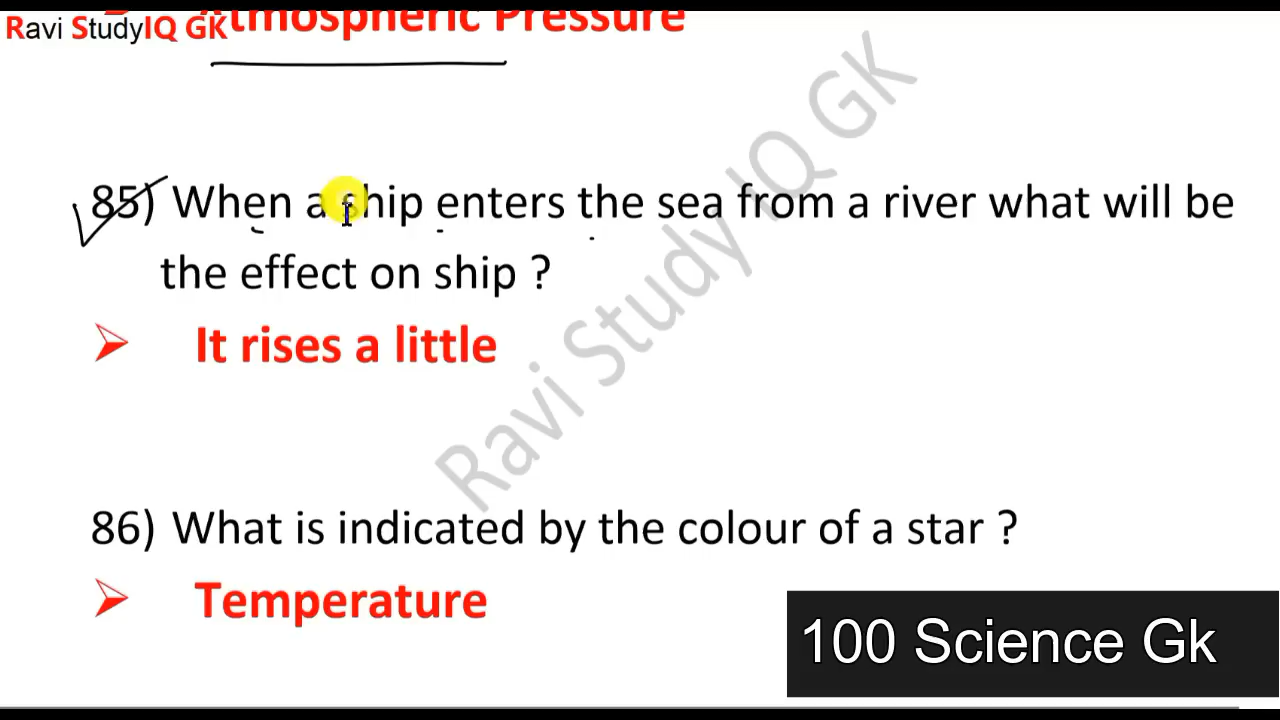 Atmospheric Pressure
Ravi StudyIQ GK
85) When a ship enters the sea from a river what will be
the effect on ship ?
➢ It rises a little
Ravi Study IQ GK
86) What is indicated by the colour of a star ?
➢ Temperature
100 Science Gk